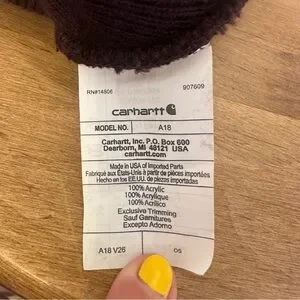 RN#14806 907609
carhartt
MODEL NO. A18
Carhartt, Inc. P.O. Box 600
Dearborn, MI 48121 USA
carhartt.com
Made in USA of Imported Parts
Fabriqué aux États-Unis à partir de pièces importées
Hecho en los EE.UU. de piezas importadas
100% Acrylic
100% Acrylique
100% Acrílico
Exclusive Trimming
Sauf Garnitures
Excepto Adorno
A18 V26 OS